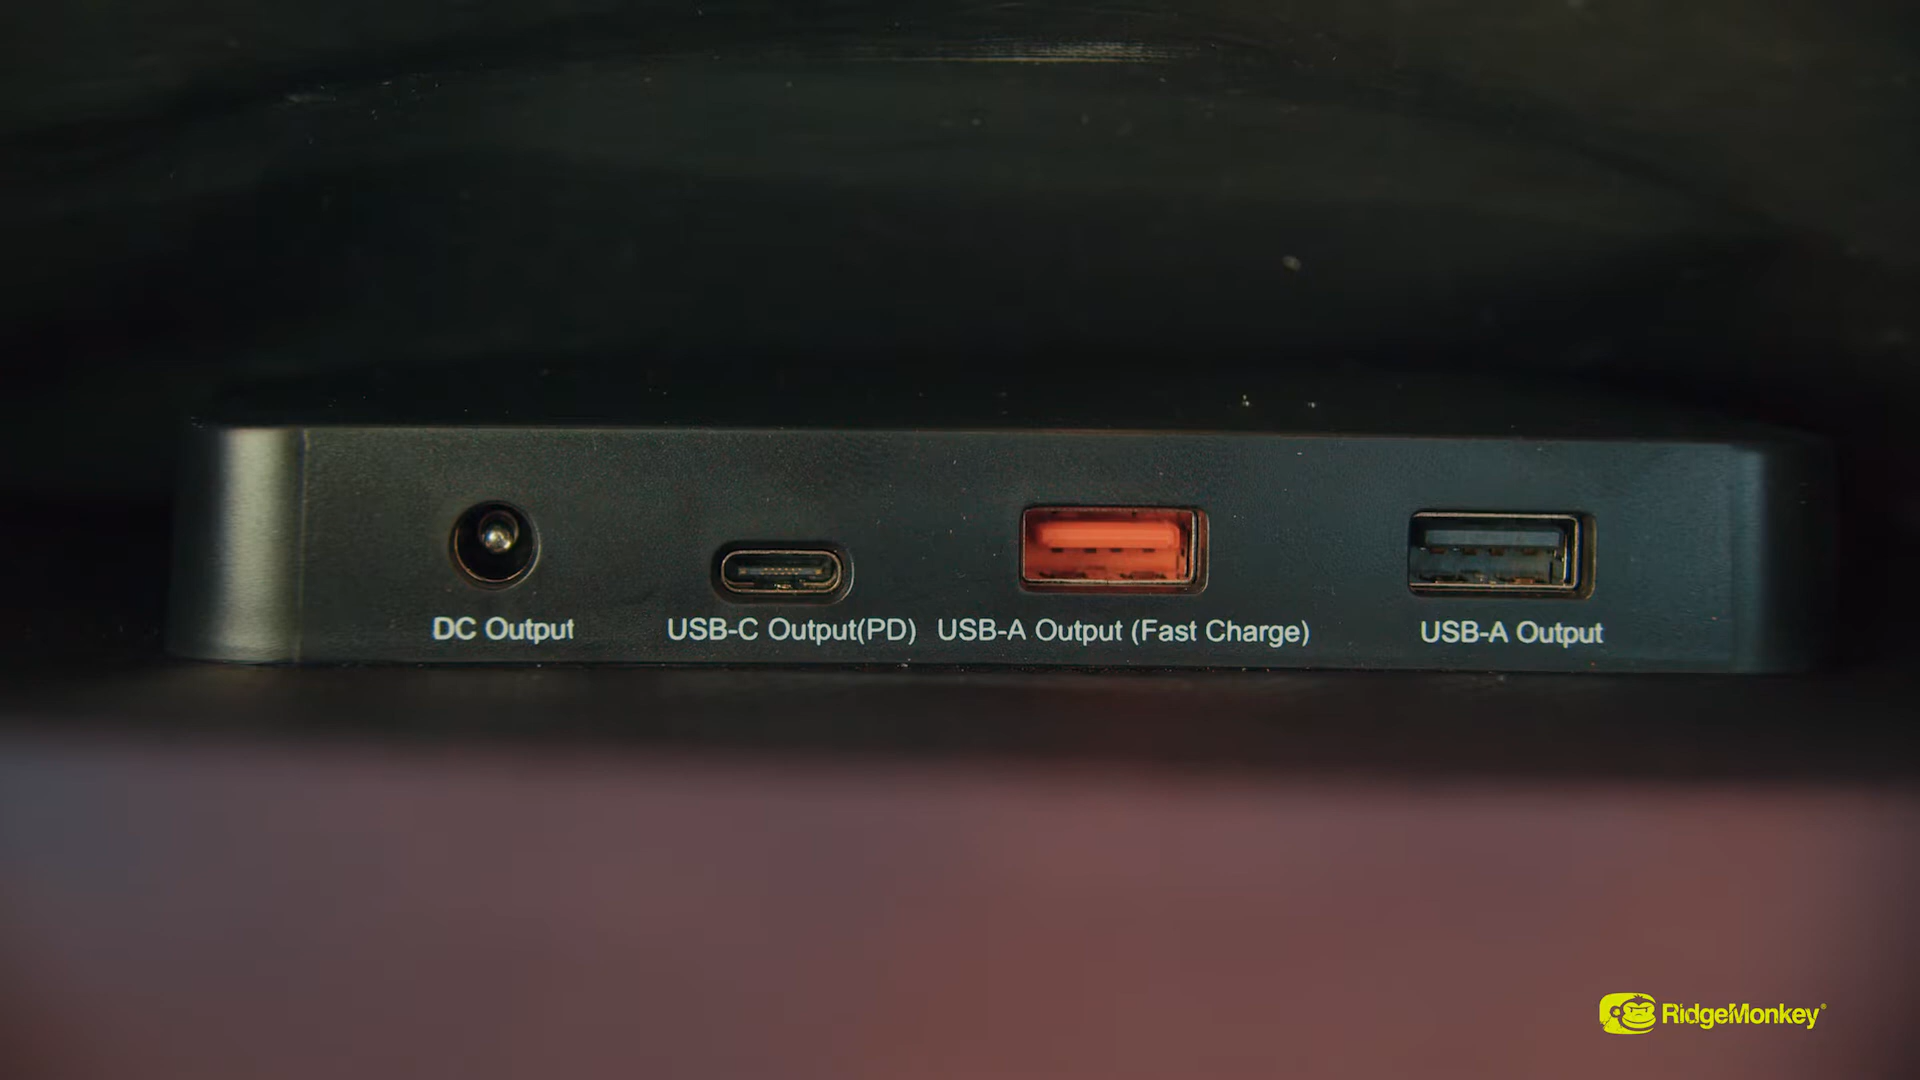 DC Output
USB-C Output(PD)
USB-A Output (Fast Charge)
USB-A Output
RidgeMonkey®